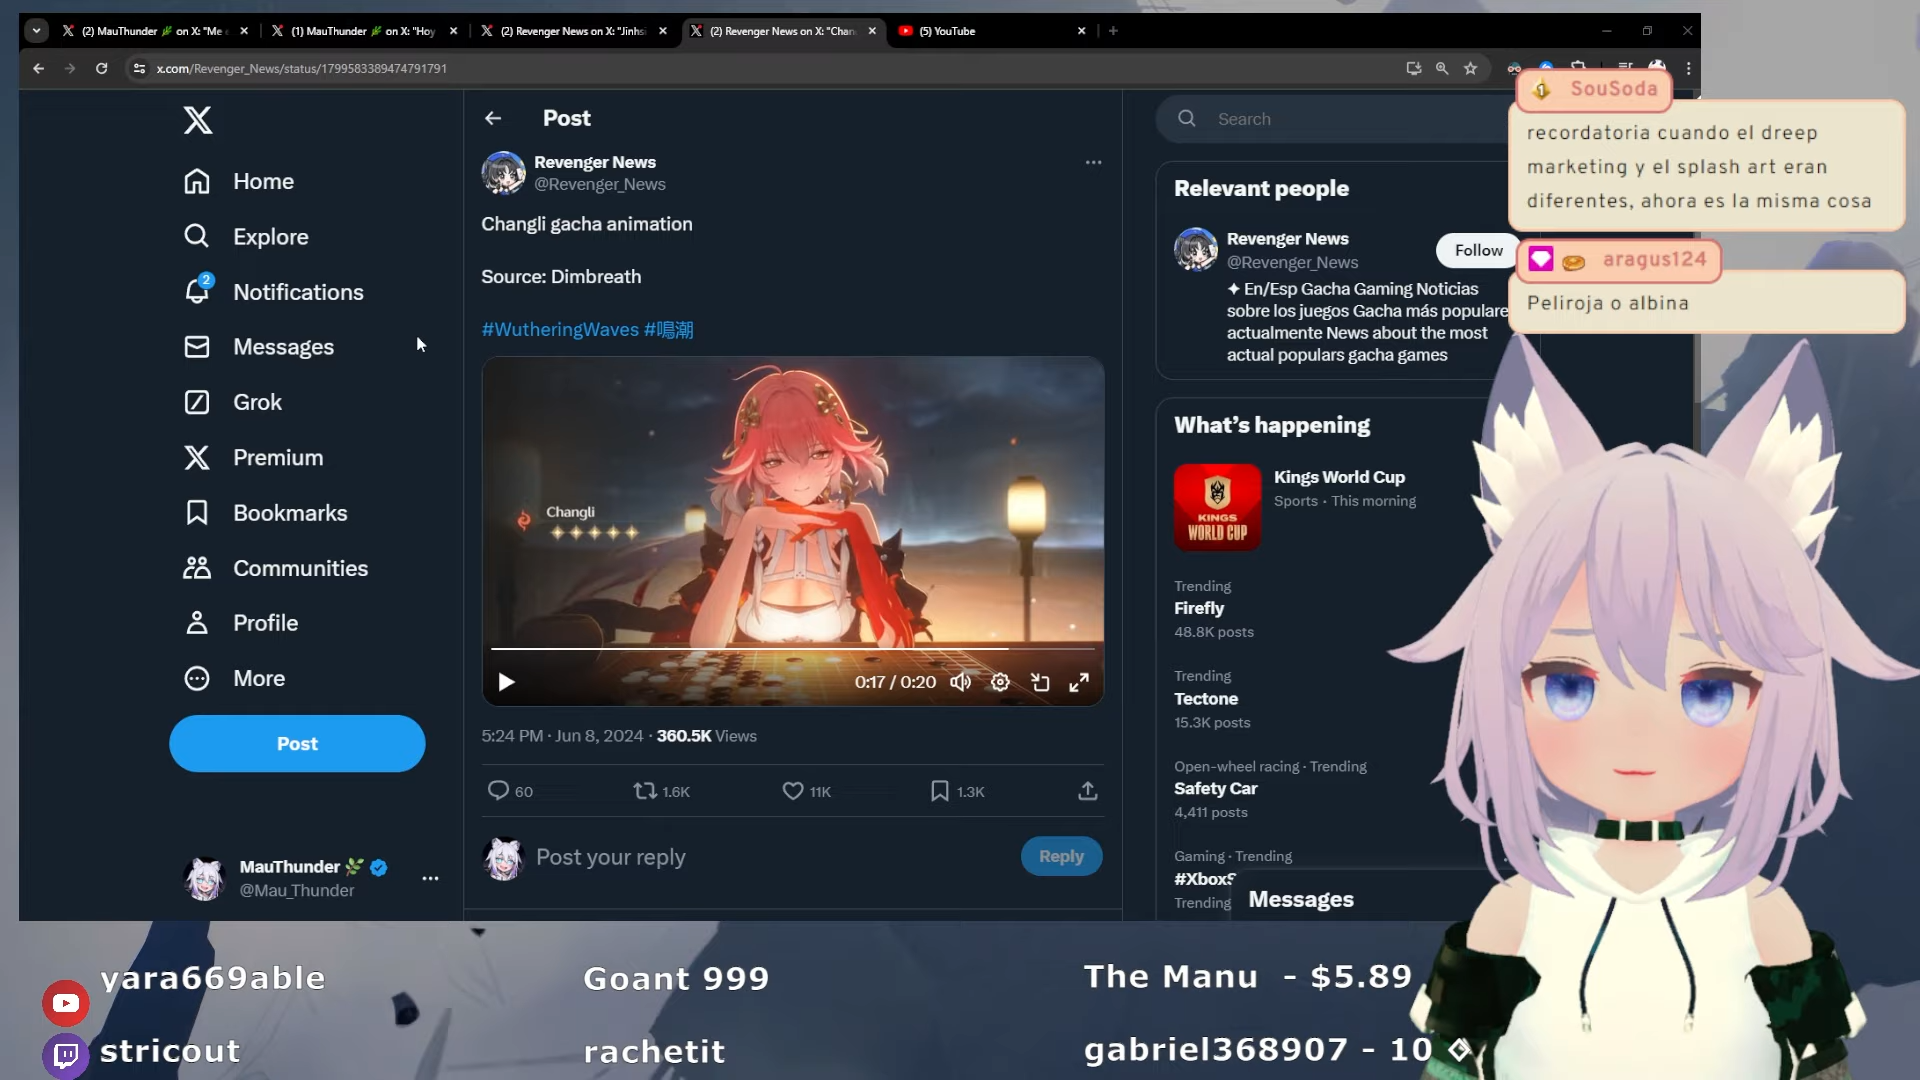 (2) MauThunder 🌿 on X: "Me e
(1) MauThunder 🌿 on X: "Hoy
(2) Revenger News on X: "Jinhs
(2) Revenger News on X: "Chan
(5) YouTube
x.com/Revenger_News/status/1799583389474791791
Home
Explore
2
Notifications
Messages
Grok
Premium
Bookmarks
Communities
Profile
More
Post
MauThunder 🌿
@Mau_Thunder
Post
Revenger News
@Revenger_News
Changli gacha animation
Source: Dimbreath
#WutheringWaves #鳴潮
Changli
0:17 / 0:20
5:24 PM · Jun 8, 2024 · 360.5K Views
60
1.6K
11K
1.3K
Post your reply
Reply
Search
Relevant people
Revenger News
@Revenger_News
Follow
✦ En/Esp Gacha Gaming Noticias
sobre los juegos Gacha más populare
actualmente News about the most
actual populars gacha games
What's happening
Kings World Cup
Sports · This morning
KINGS
WORLD CUP
Trending
Firefly
48.8K posts
Trending
Tectone
15.3K posts
Open-wheel racing · Trending
Safety Car
4,411 posts
Gaming · Trending
#XboxS
Trending
Messages
1
SouSoda
recordatoria cuando el dreep
marketing y el splash art eran
diferentes, ahora es la misma cosa
aragus124
Peliroja o albina
yara669able
Goant 999
The Manu - $5.89
stricout
rachetit
gabriel368907 - 10